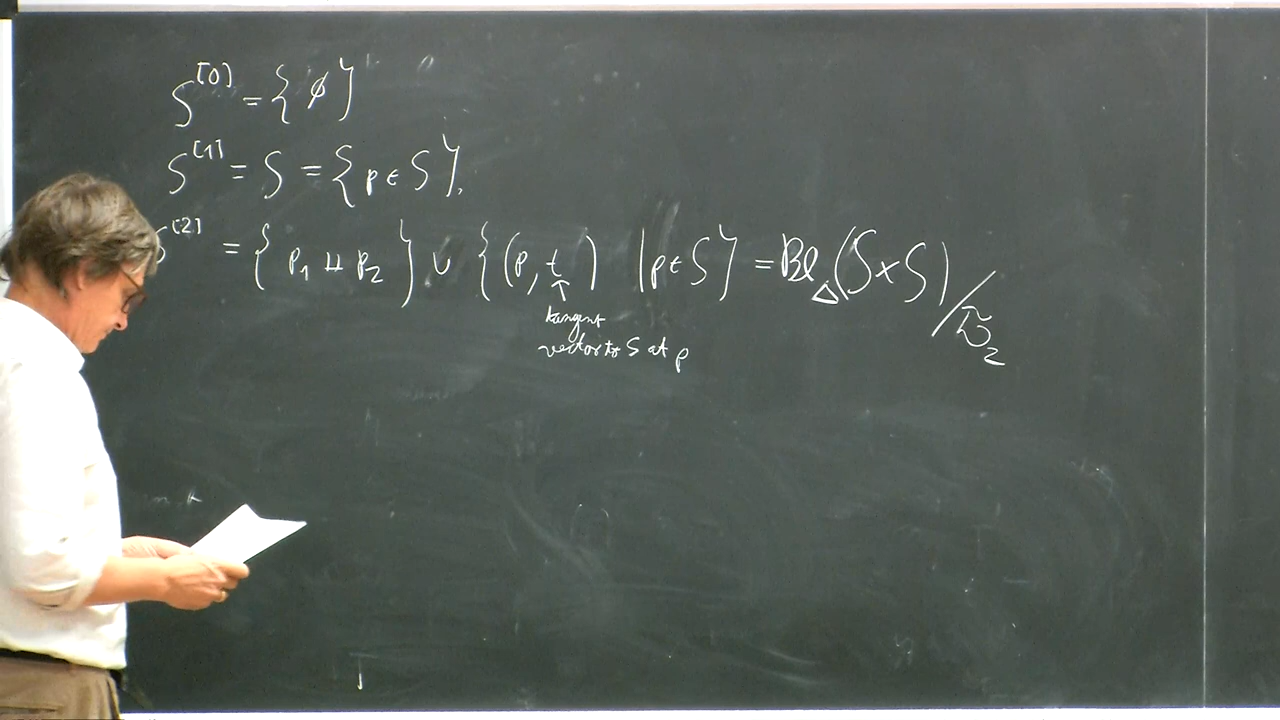 S^[0] = { ∅ }
S^[1] = S = { p ∈ S },
S^[2] = { p₁ ⊔ p₂ } ∪ { (p, t) | p ∈ S } = Bl_Δ (S × S) / 𝔖₂
↑
tangent
vector to S at p